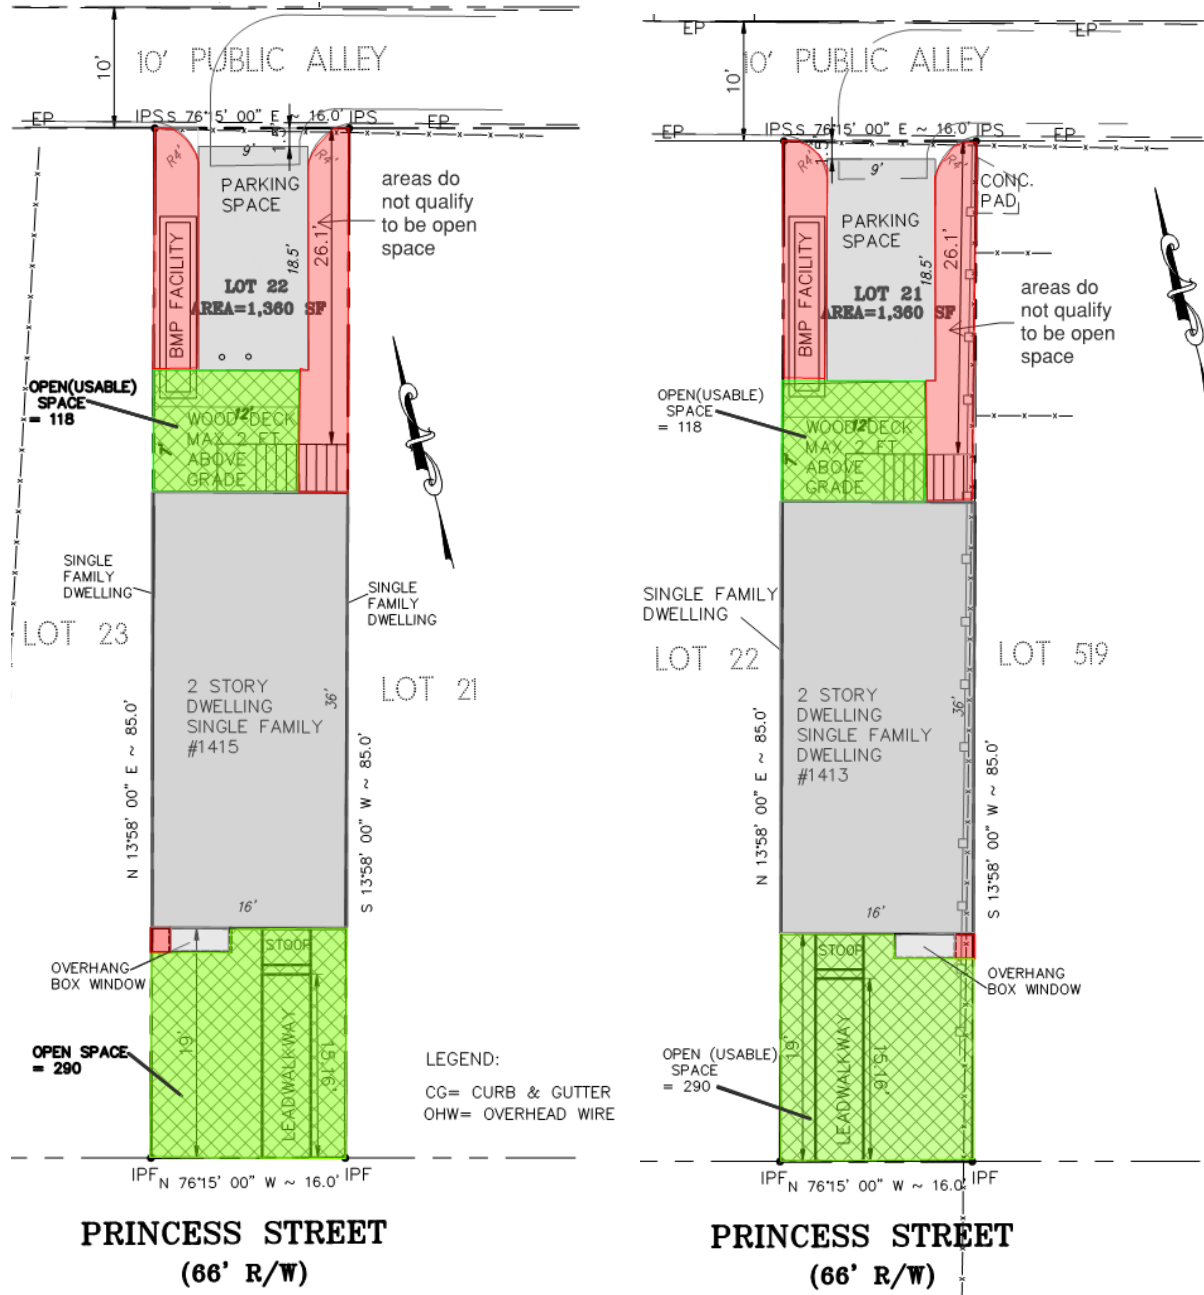 10' PUBLIC ALLEY
10'
EP
IPS
S 76°15' 00" E ~ 16.0'
IPS
EP
1.5'
R4'
9'
R4'
PARKING
SPACE
areas do
not qualify
to be open
space
26.1'
18.5'
BMP FACILITY
LOT 22
AREA=1,360 SF
OPEN(USABLE)
SPACE
= 118
12'
7'
WOOD DECK
MAX 2 FT
ABOVE
GRADE
SINGLE
FAMILY
DWELLING
SINGLE
FAMILY
DWELLING
LOT 23
LOT 21
2 STORY
DWELLING
SINGLE FAMILY
#1415
36'
N 13°58' 00" E ~ 85.0'
S 13°58' 00" W ~ 85.0'
16'
STOOP
OVERHANG
BOX WINDOW
19'
LEADWALKWAY
15.16'
OPEN SPACE
= 290
LEGEND:
CG= CURB & GUTTER
OHW= OVERHEAD WIRE
IPF
N 76°15' 00" W ~ 16.0'
IPF
PRINCESS STREET
(66' R/W)
EP
EP
10' PUBLIC ALLEY
10'
EP
IPS
S 76°15' 00" E ~ 16.0'
IPS
EP
1.5'
R4'
9'
R4'
CONC.
PAD
PARKING
SPACE
26.1'
18.5'
BMP FACILITY
LOT 21
AREA=1,360 SF
areas do
not qualify
to be open
space
OPEN(USABLE)
SPACE
= 118
12'
7'
WOOD DECK
MAX 2 FT
ABOVE
GRADE
SINGLE FAMILY
DWELLING
LOT 22
LOT 519
2 STORY
DWELLING
SINGLE FAMILY
DWELLING
#1413
36'
N 13°58' 00" E ~ 85.0'
S 13°58' 00" W ~ 85.0'
16'
STOOP
OVERHANG
BOX WINDOW
19'
LEADWALKWAY
15.16'
OPEN (USABLE)
SPACE
= 290
IPF
N 76°15' 00" W ~ 16.0'
IPF
PRINCESS STREET
(66' R/W)